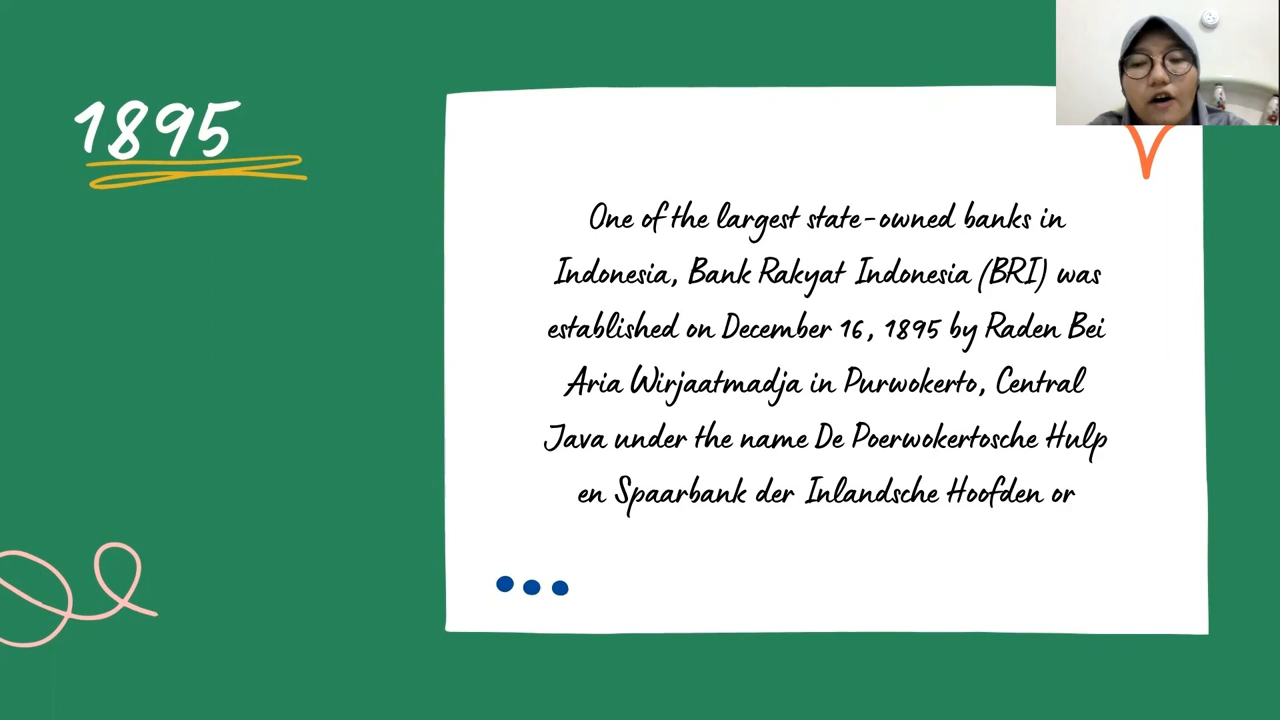 1895
One of the largest state-owned banks in
Indonesia, Bank Rakyat Indonesia (BRI) was
established on December 16, 1895 by Raden Bei
Aria Wirjaatmadja in Purwokerto, Central
Java under the name De Poerwokertosche Hulp
en Spaarbank der Inlandsche Hoofden or